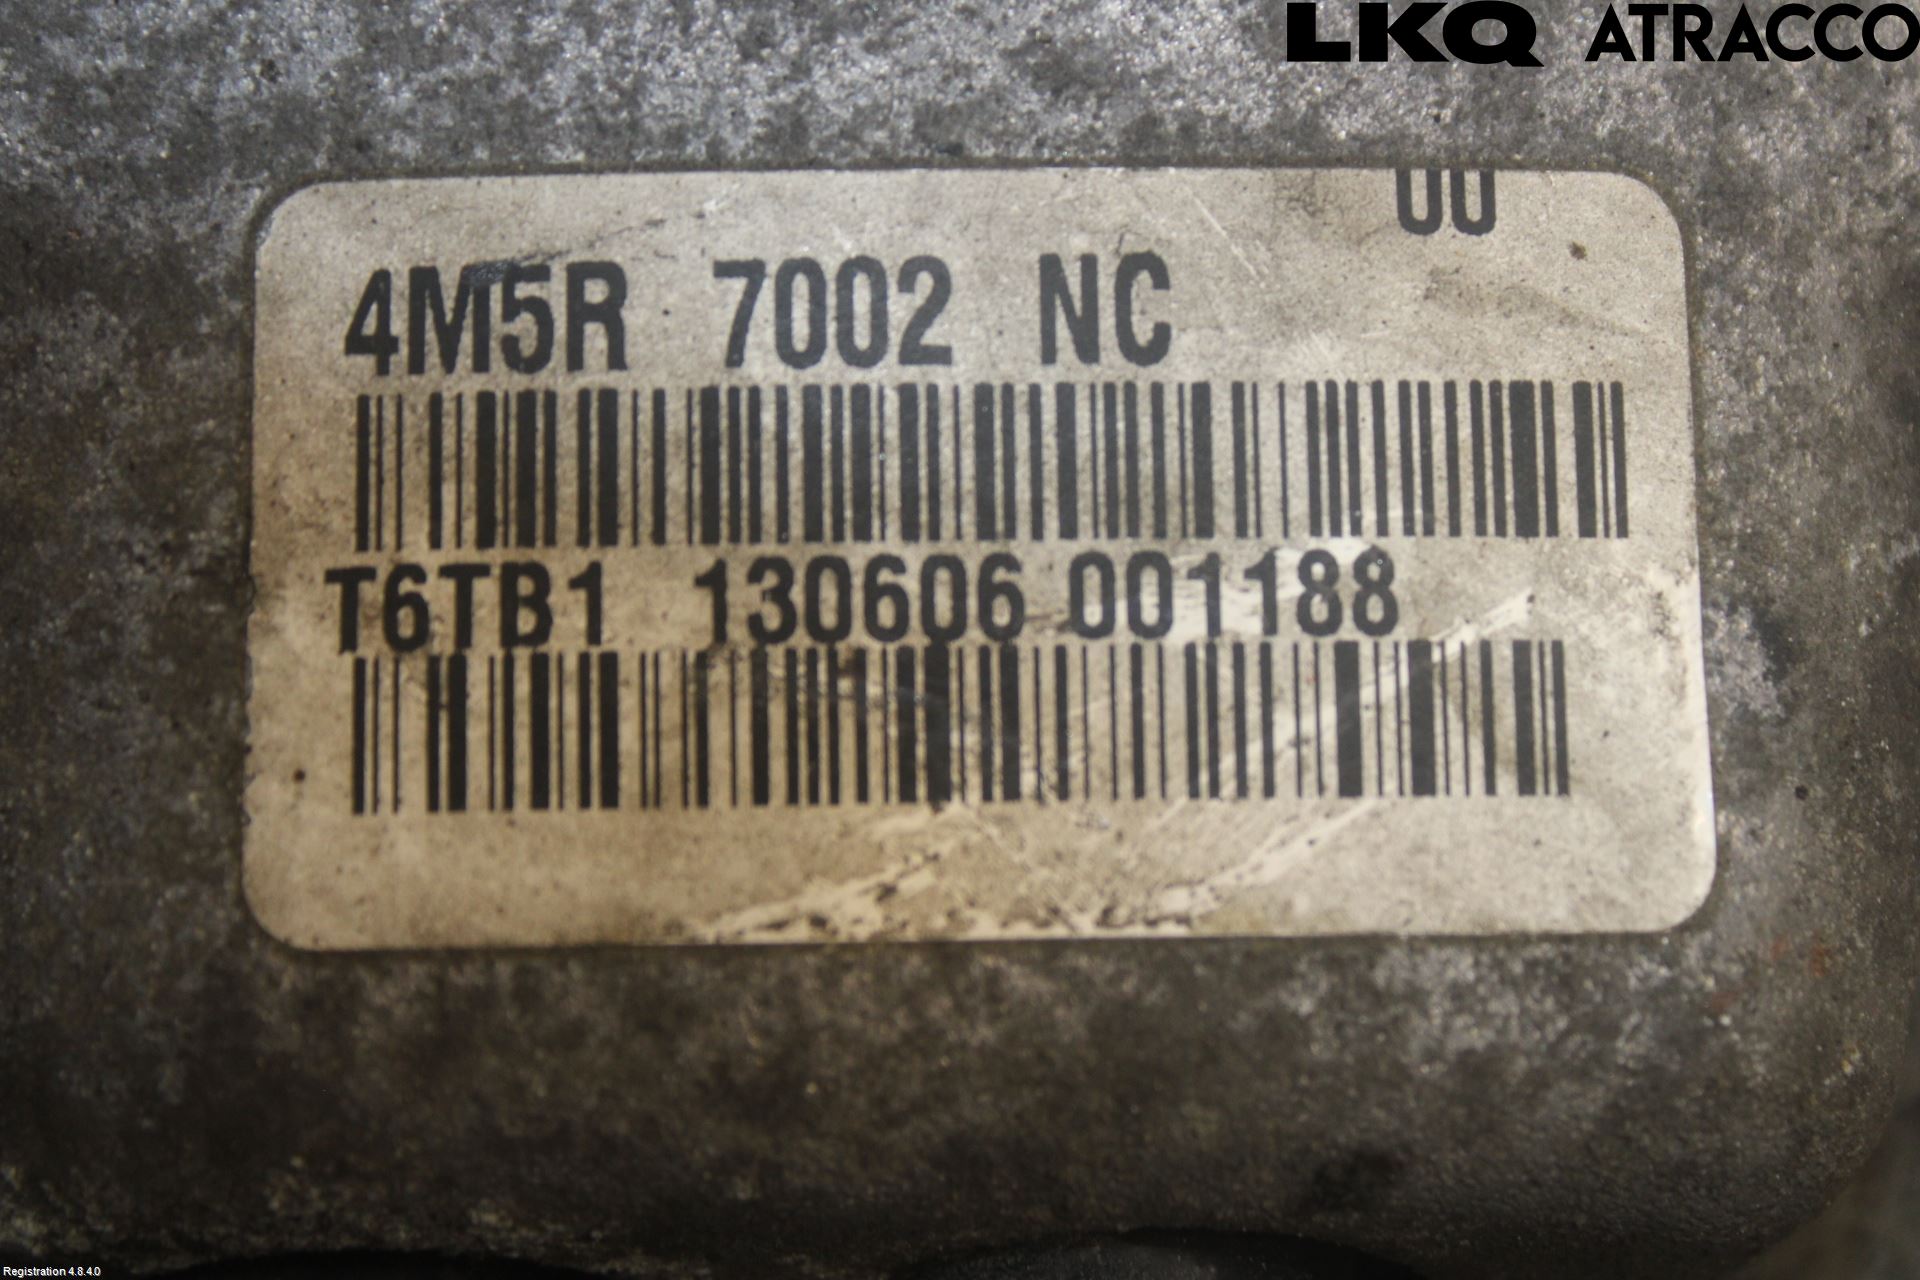 LKQ ATRACCO
00
4M5R 7002 NC
T6TB1 130606 001188
Registration 4.8.4.0